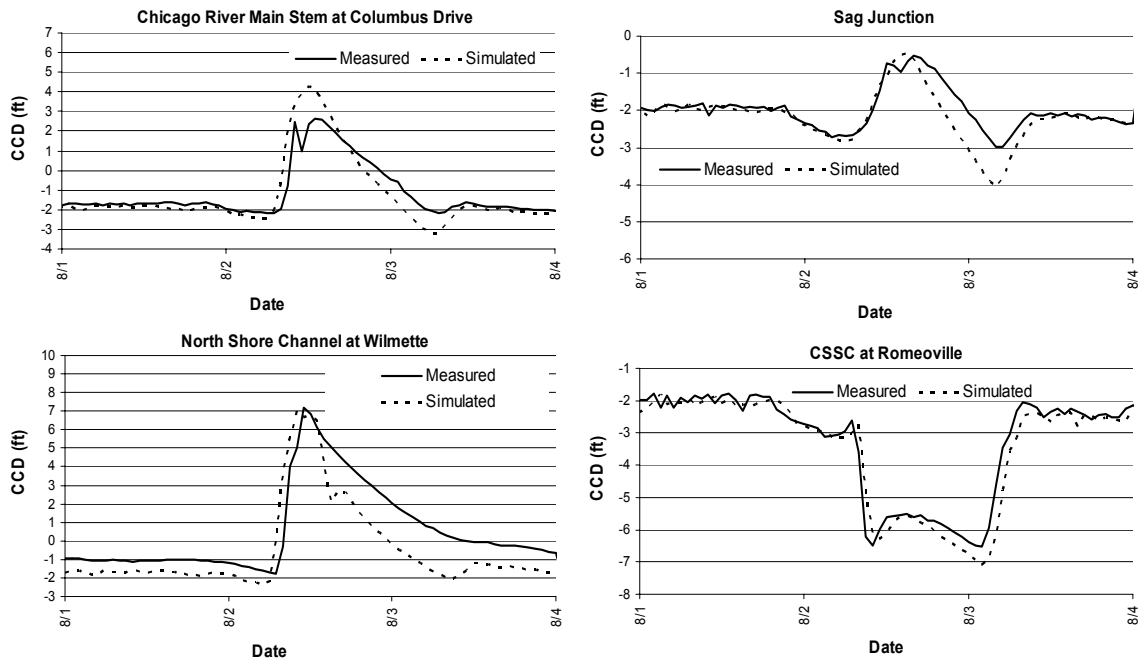 Chicago River Main Stem at Columbus Drive
7
6
5
4
3
2
1
0
-1
-2
-3
-4
CCD (ft)
Measured
Simulated
8/1
8/2
8/3
8/4
Date
Sag Junction
0
-1
-2
-3
-4
-5
-6
CCD (ft)
Measured
Simulated
8/1
8/2
8/3
8/4
Date
North Shore Channel at Wilmette
10
9
8
7
6
5
4
3
2
1
0
-1
-2
-3
CCD (ft)
Measured
Simulated
8/1
8/2
8/3
8/4
Date
CSSC at Romeoville
-1
-2
-3
-4
-5
-6
-7
-8
CCD (ft)
Measured
Simulated
8/1
8/2
8/3
8/4
Date